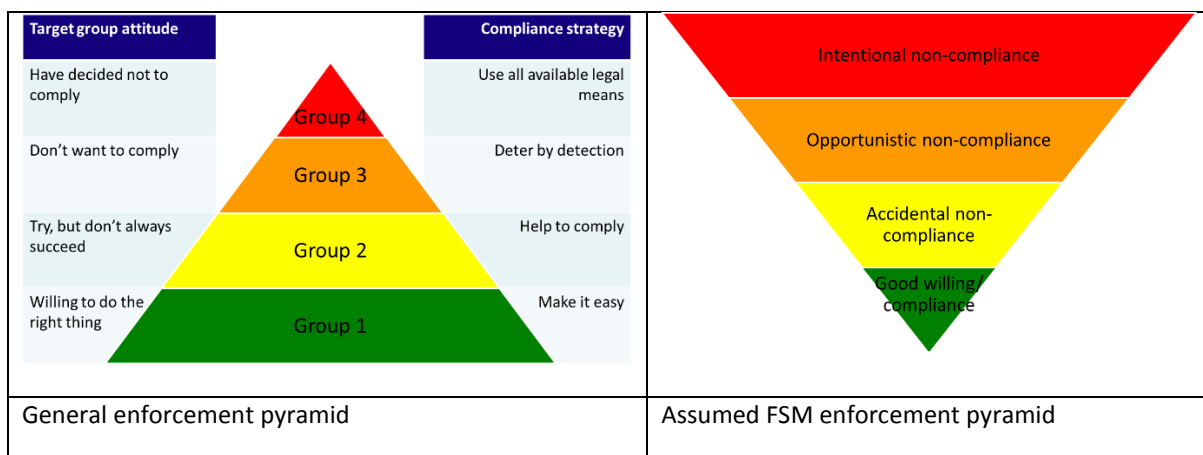 Target group attitude
Compliance strategy
Have decided not to
comply
Use all available legal
means
Group 4
Don't want to comply
Deter by detection
Group 3
Try, but don't always
succeed
Help to comply
Group 2
Willing to do the
right thing
Make it easy
Group 1
Intentional non-compliance
Opportunistic non-compliance
Accidental non-
compliance
Good willing/
compliance
General enforcement pyramid
Assumed FSM enforcement pyramid